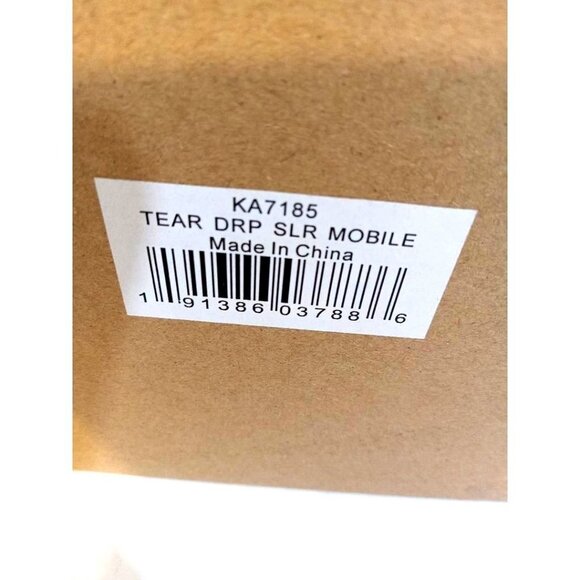 KA7185
TEAR DRP SLR MOBILE
Made In China
1 91386 03788 6